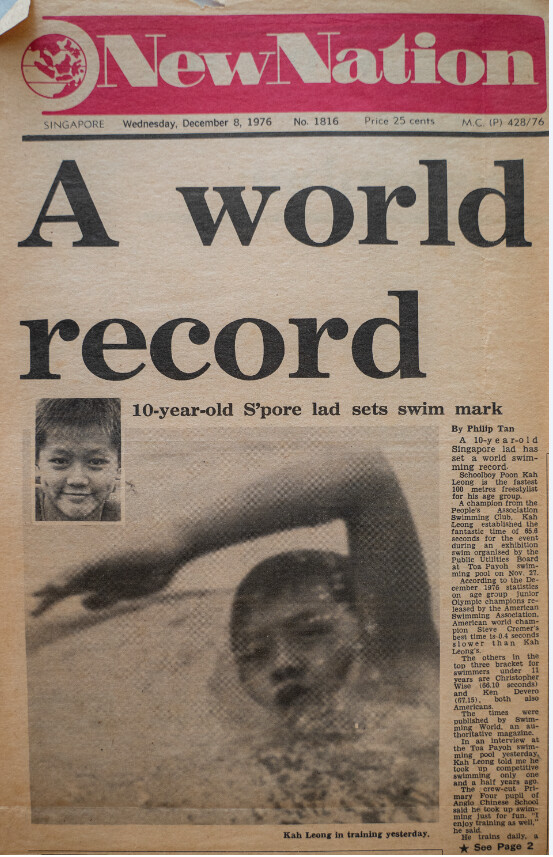 NewNation
SINGAPORE Wednesday, December 8, 1976 No. 1816 Price 25 cents M.C. (P) 428/76
A world
record
10-year-old S'pore lad sets swim mark
By Philip Tan
A 10-year-old
Singapore lad has
set a world swim-
ming record.
Schoolboy Poon Kah
Leong is the fastest
100 metres freestylist
for his age group.
A champion from the
People's Association
Swimming Club, Kah
Leong established the
fantastic time of 65.6
seconds for the event
during an exhibition
swim organised by the
Public Utilities Board
at Toa Payoh swim-
ming pool on Nov. 27.
According to the De-
cember 1976 statistics
on age group junior
Olympic champions re-
leased by the American
Swimming Association,
American world cham-
pion Steve Cremer's
best time is 0.4 seconds
slower than Kah
Leong's.
The others in the
top three bracket for
swimmers under 11
years are Christopher
Wise (66.10 seconds)
and Ken Devero
(67.15), both also
Americans.
The times were
published by Swim-
ming World, an au-
thoritative magazine.
In an interview at
the Toa Payoh swim-
ming pool yesterday,
Kah Leong told me he
took up competitive
swimming only one
and a half years ago.
The crew-cut Pri-
mary Four pupil of
Anglo Chinese School
said he took up swim-
ming just for fun. "I
enjoy training as well,"
he said.
He trains daily, a
★ See Page 2
Kah Leong in training yesterday.